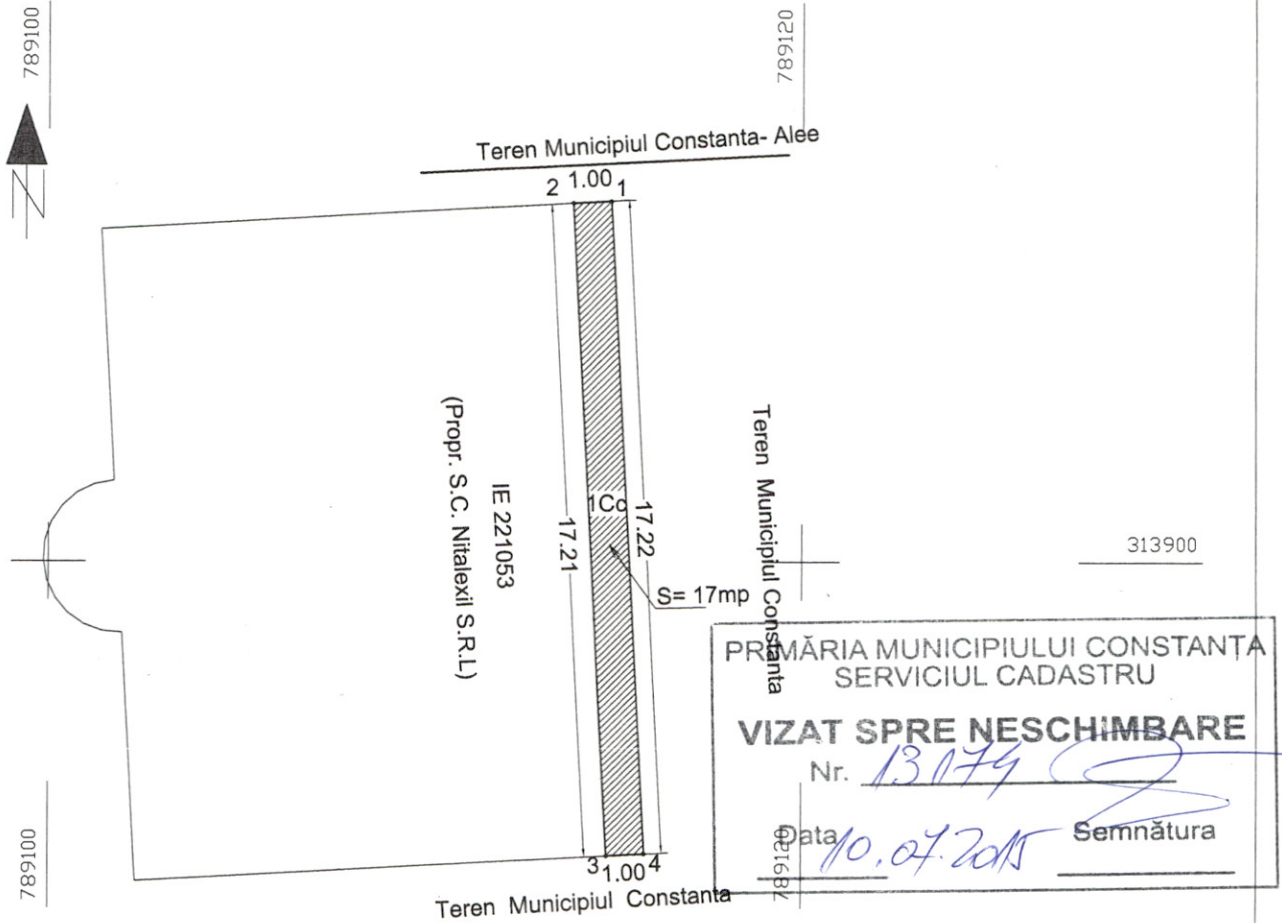 789100
789120
N
Teren Municipiul Constanta- Alee
2 1.00 1
Teren Municipiul Constanta
(Propr. S.C. Nitalexil S.R.L)
IE 221053
17.21
1Cc
17.22
S= 17mp
313900
PRIMĂRIA MUNICIPIULUI CONSTANȚA
SERVICIUL CADASTRU
VIZAT SPRE NESCHIMBARE
Nr. 13174
Data 10.07.2015 Semnătura
789100
789120
3 1.00 4
Teren Municipiul Constanta